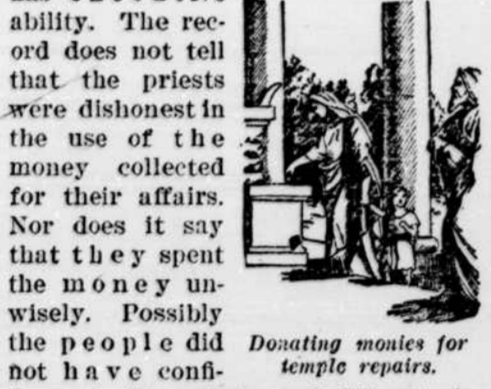 ability. The rec-
ord does not tell
that the priests
were dishonest in
the use of the
money collected
for their affairs.
Nor does it say
that they spent
the money un-
wisely. Possibly
the people did
not have confi-
Donating monies for
temple repairs.